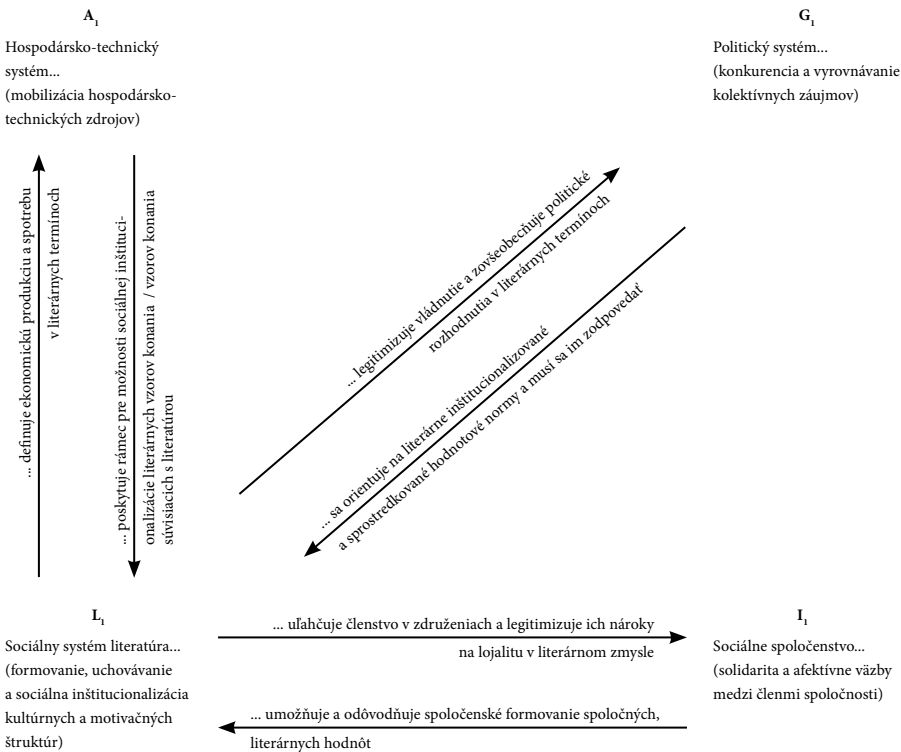 A₁
Hospodársko-technický
systém...
(mobilizácia hospodársko-
technických zdrojov)
G₁
Politický systém...
(konkurencia a vyrovnávanie
kolektívnych záujmov)
... definuje ekonomickú produkciu a spotrebu
v literárnych termínoch
... poskytuje rámec pre možnosti sociálnej inštituci-
onalizácie literárnych vzorov konania / vzorov konania
súvisiacich s literatúrou
... legitimizuje vládnutie a zovšeobecňuje politické
rozhodnutia v literárnych termínoch
... sa orientuje na literárne inštitucionalizované
a sprostredkované hodnotové normy a musí sa im zodpovedať
L₁
Sociálny systém literatúra...
(formovanie, uchovávanie
a sociálna inštitucionalizácia
kultúrnych a motivačných
štruktúr)
... uľahčuje členstvo v združeniach a legitimizuje ich nároky
na lojalitu v literárnom zmysle
... umožňuje a odôvodňuje spoločenské formovanie spoločných,
literárnych hodnôt
I₁
Sociálne spoločenstvo...
(solidarita a afektívne väzby
medzi členmi spoločnosti)